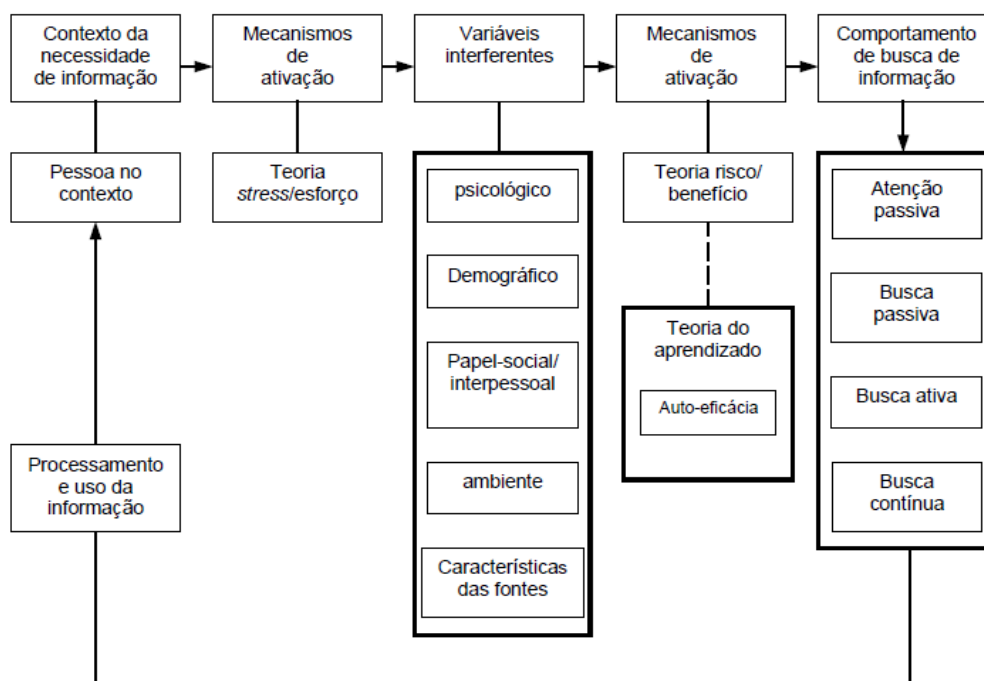 Contexto da
necessidade
de informação
Mecanismos
de
ativação
Variáveis
interferentes
Mecanismos
de
ativação
Comportamento
de busca de
informação
Pessoa no
contexto
Teoria
stress/esforço
psicológico
Demográfico
Papel-social/
interpessoal
ambiente
Características
das fontes
Teoria risco/
benefício
Teoria do
aprendizado
Auto-eficácia
Atenção
passiva
Busca
passiva
Busca ativa
Busca
contínua
Processamento
e uso da
informação